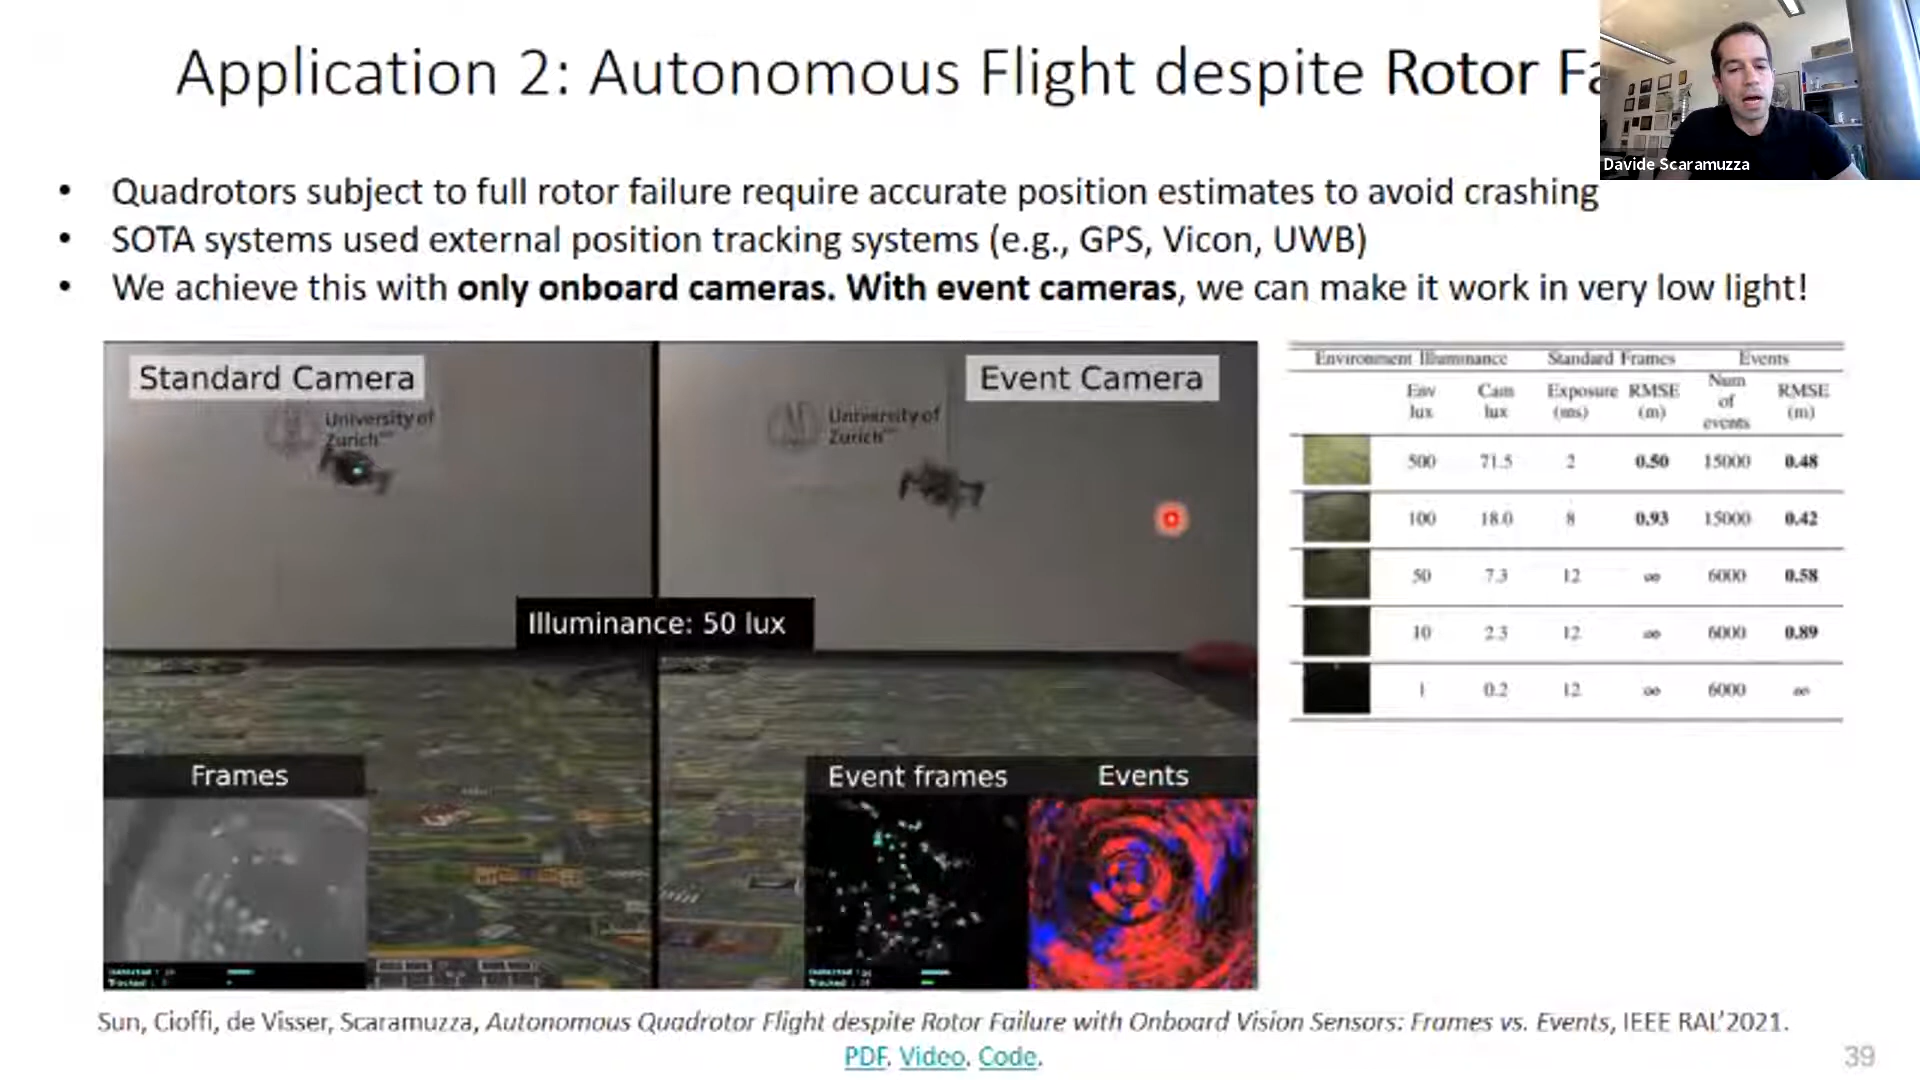 Application 2: Autonomous Flight despite Rotor Fa
Davide Scaramuzza
• Quadrotors subject to full rotor failure require accurate position estimates to avoid crashing
• SOTA systems used external position tracking systems (e.g., GPS, Vicon, UWB)
• We achieve this with only onboard cameras. With event cameras, we can make it work in very low light!
Standard Camera
University of
Zurich
Event Camera
University of
Zurich
Illuminance: 50 lux
Frames
Event frames
Events
Environment Illuminance Standard Frames Events
Env lux Cam lux Exposure (ms) RMSE (m) Num of events RMSE (m)
500 71.5 2 0.50 15000 0.48
100 18.0 8 0.93 15000 0.42
50 7.3 12 ∞ 6000 0.58
10 2.3 12 ∞ 6000 0.89
1 0.2 12 ∞ 6000 ∞
Sun, Cioffi, de Visser, Scaramuzza, Autonomous Quadrotor Flight despite Rotor Failure with Onboard Vision Sensors: Frames vs. Events, IEEE RAL’2021.
PDF. Video. Code.
39